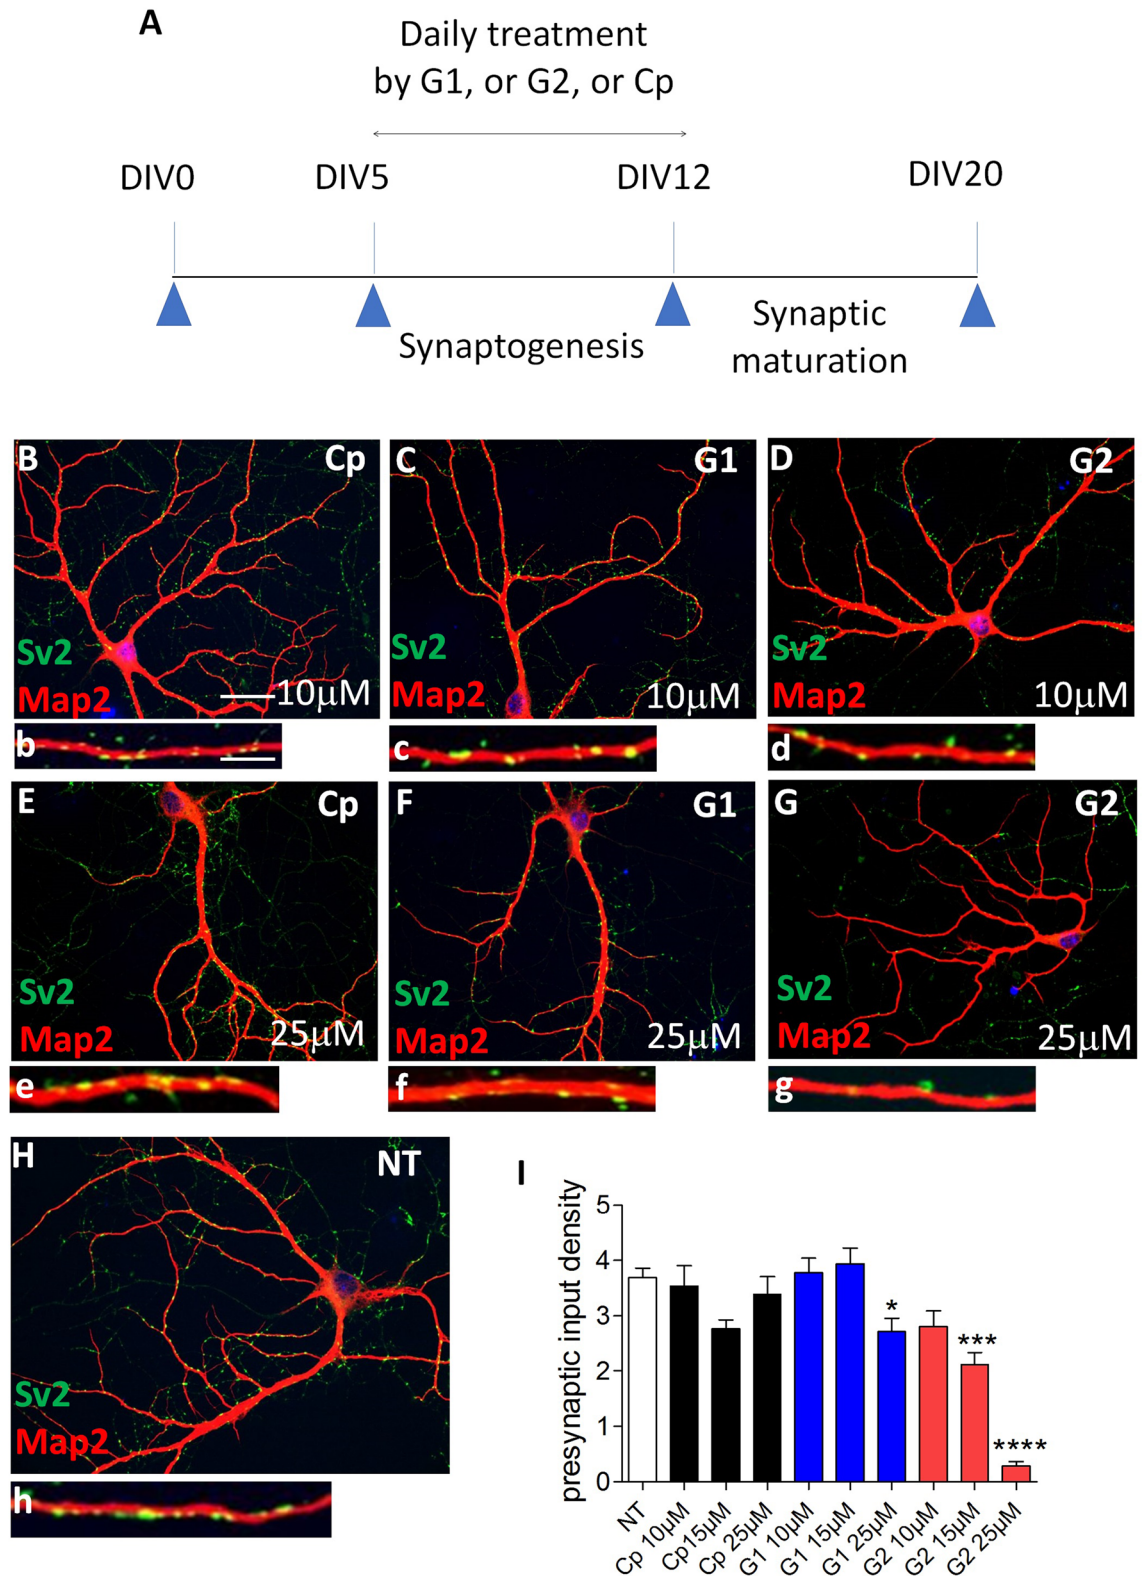 A
Daily treatment
by G1, or G2, or Cp
DIV0
DIV5
DIV12
DIV20
Synaptogenesis
Synaptic
maturation
B
Cp
Sv2
Map2
10µM
b
C
G1
Sv2
Map2
10µM
c
D
G2
Sv2
Map2
10µM
d
E
Cp
Sv2
Map2
25µM
e
F
G1
Sv2
Map2
25µM
f
G
G2
Sv2
Map2
25µM
g
H
NT
Sv2
Map2
h
I
presynaptic input density
5
4
3
2
1
0
*
***
****
NT
Cp 10µM
Cp15µM
Cp 25µM
G1 10µM
G1 15µM
G1 25µM
G2 10µM
G2 15µM
G2 25µM